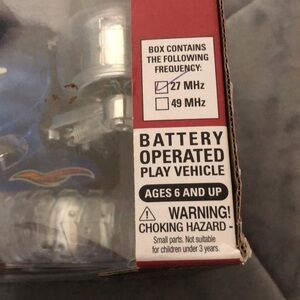 BOX CONTAINS
THE FOLLOWING
FREQUENCY:
27 MHz
49 MHz
BATTERY
OPERATED
PLAY VEHICLE
AGES 6 AND UP
WARNING!
CHOKING HAZARD -
Small parts. Not suitable
for children under 3 years.